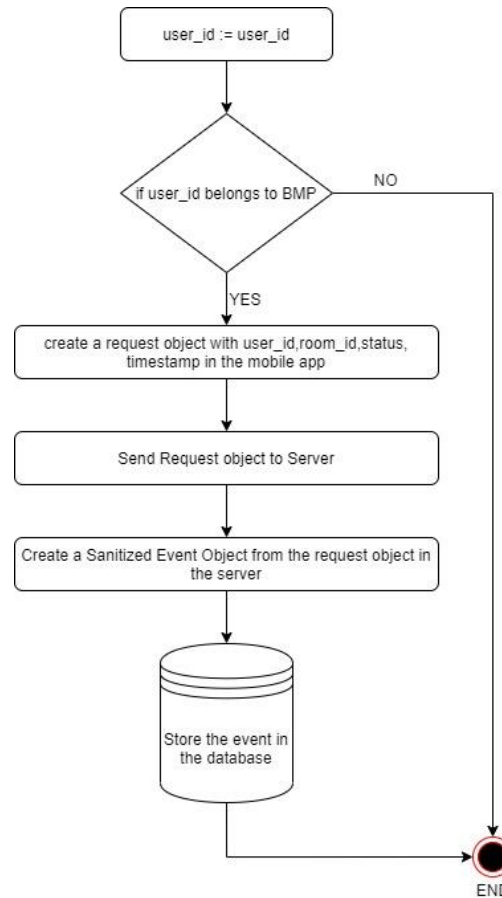 user_id := user_id
if user_id belongs to BMP
NO
YES
create a request object with user_id,room_id,status,
timestamp in the mobile app
Send Request object to Server
Create a Sanitized Event Object from the request object in
the server
Store the event in
the database
END